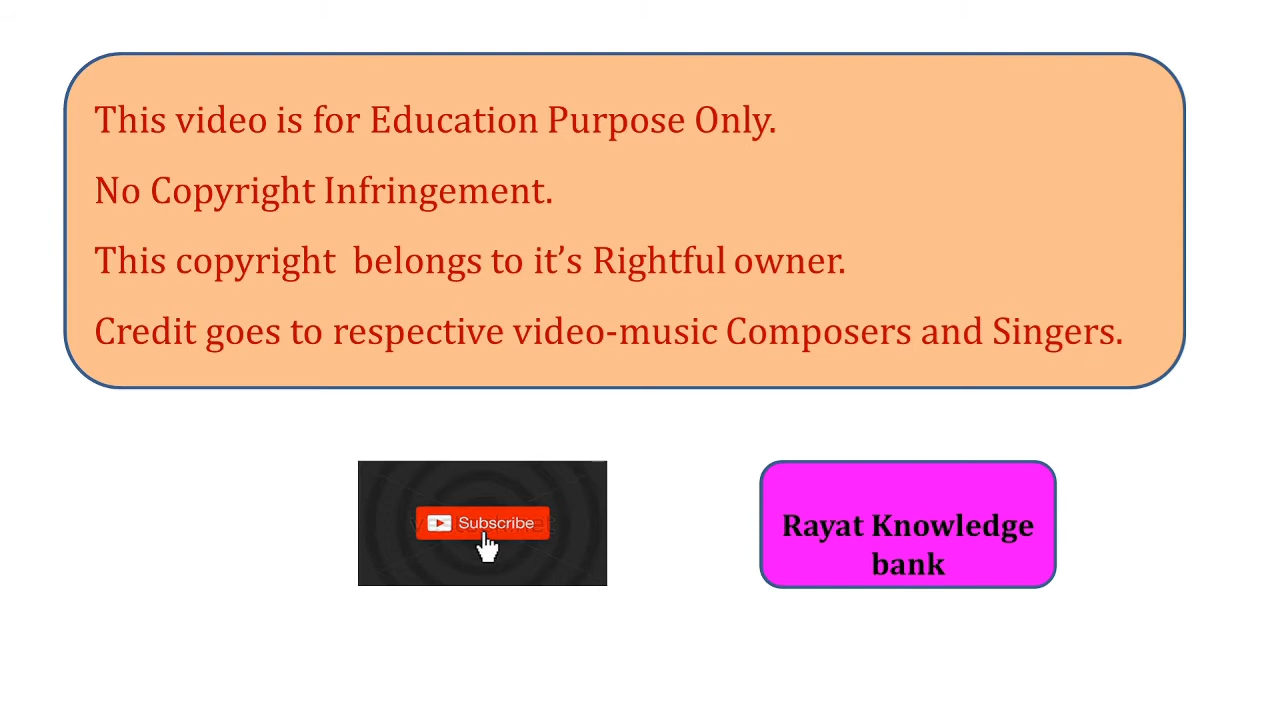 This video is for Education Purpose Only.
No Copyright Infringement.
This copyright  belongs to it’s Rightful owner.
Credit goes to respective video-music Composers and Singers.
Subscribe
Rayat Knowledge
bank